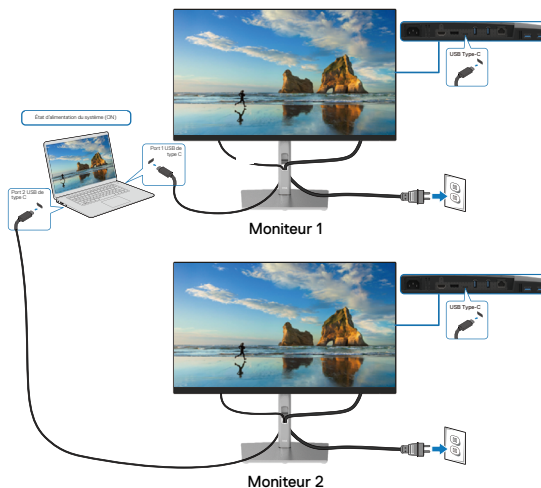 USB Type-C
État d'alimentation du système (ON)
Port 1 USB de
type C
Port 2 USB de
type C
Moniteur 1
USB Type-C
Moniteur 2